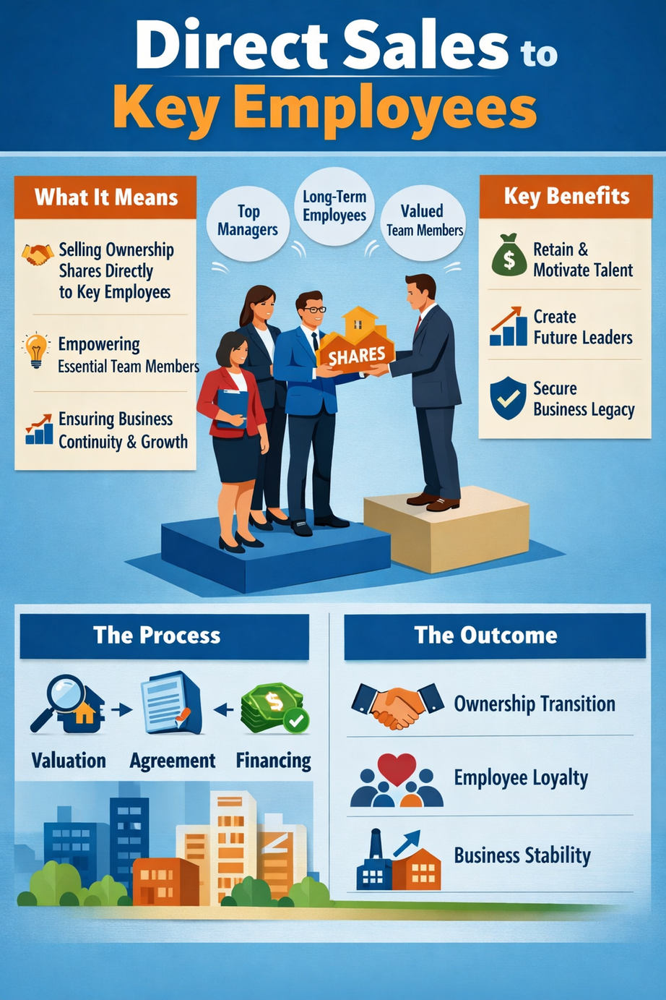 Direct Sales to
Key Employees
What It Means
Selling Ownership
Shares Directly
to Key Employees
Empowering
Essential Team Members
Ensuring Business
Continuity & Growth
Top
Managers
Long-Term
Employees
Valued
Team Members
SHARES
Key Benefits
Retain &
Motivate Talent
Create
Future Leaders
Secure
Business Legacy
The Process
Valuation
Agreement
Financing
The Outcome
Ownership Transition
Employee Loyalty
Business Stability